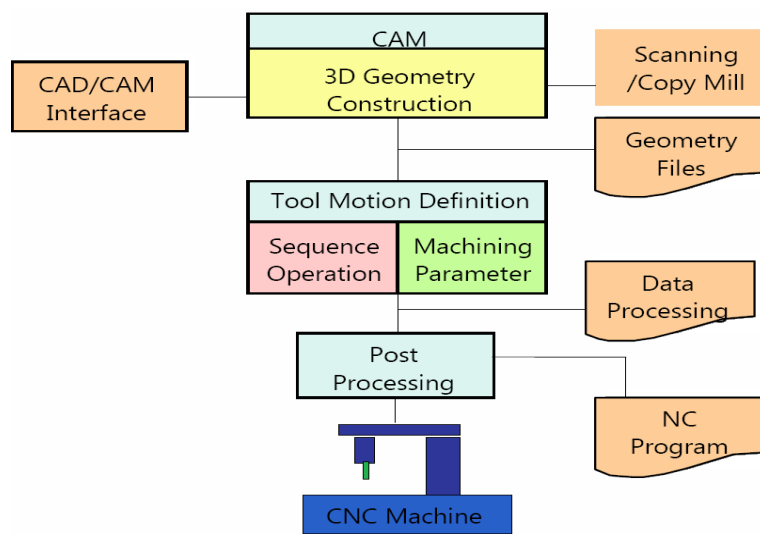 CAM
3D Geometry
Construction
CAD/CAM
Interface
Scanning
/Copy Mill
Geometry
Files
Tool Motion Definition
Sequence
Operation
Machining
Parameter
Data
Processing
Post
Processing
NC
Program
CNC Machine